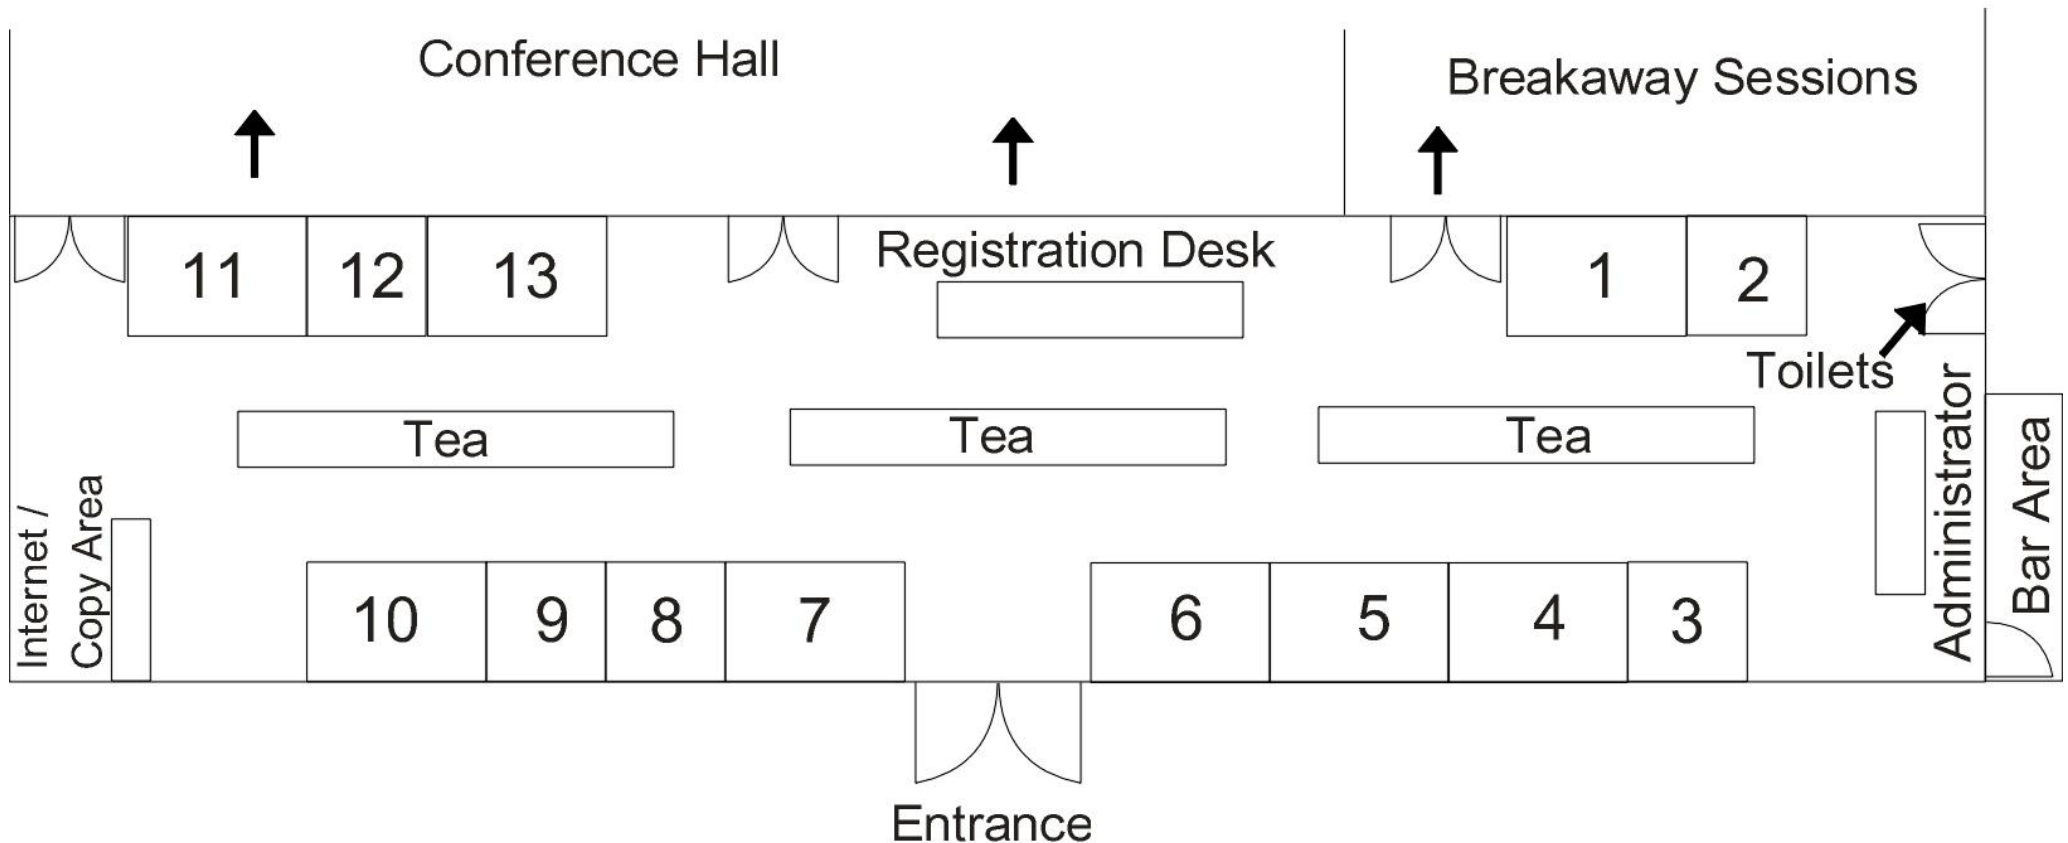 Conference Hall
Breakaway Sessions
11
12
13
Registration Desk
1
2
Toilets
Tea
Tea
Tea
Internet /
Copy Area
Administrator
Bar Area
10
9
8
7
6
5
4
3
Entrance